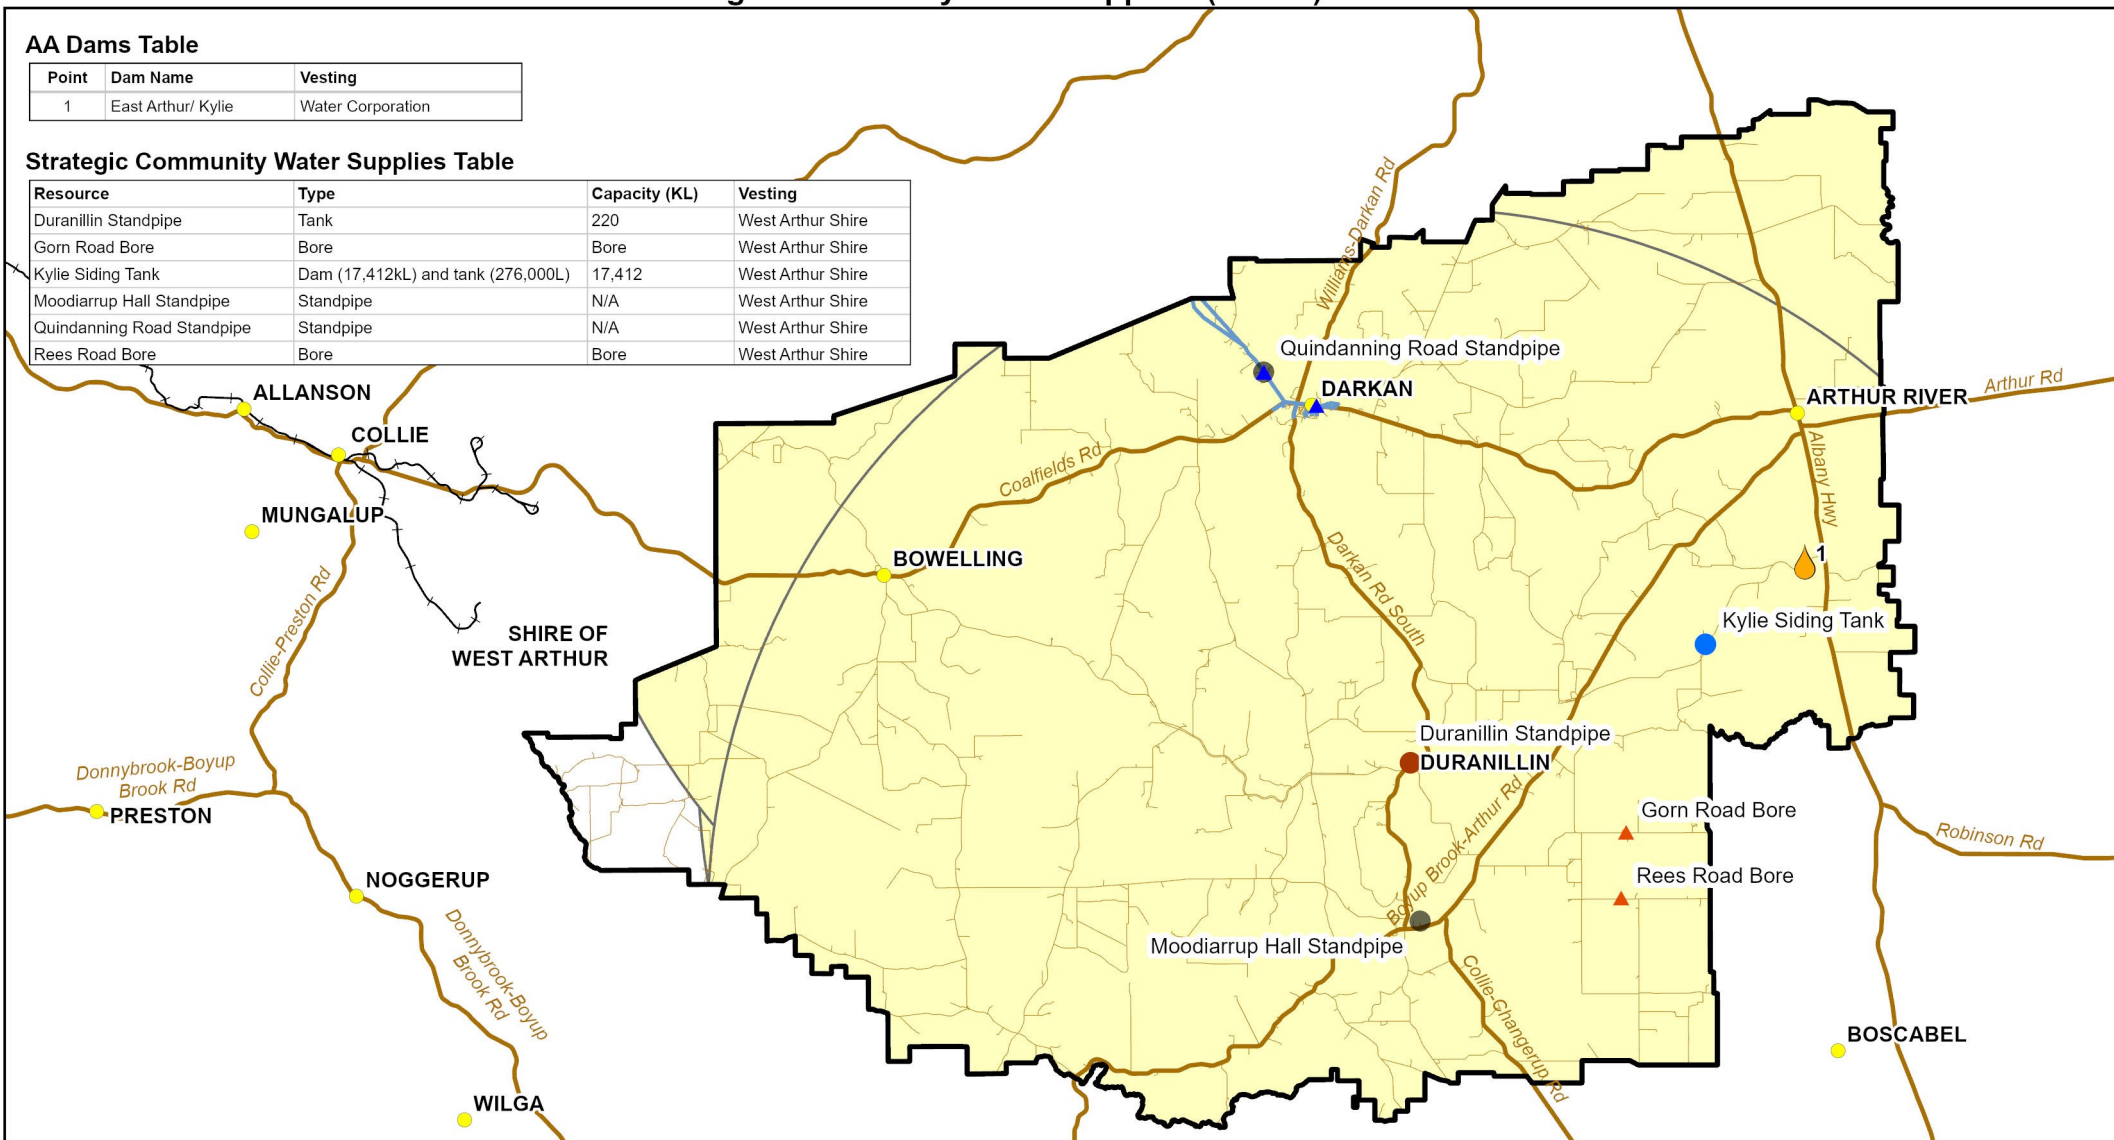 AA Dams Table
Point Dam Name Vesting
1 East Arthur/ Kylie Water Corporation
Strategic Community Water Supplies Table
Resource Type Capacity (KL) Vesting
Duranillin Standpipe Tank 220 West Arthur Shire
Gorn Road Bore Bore Bore West Arthur Shire
Kylie Siding Tank Dam (17,412kL) and tank (276,000L) 17,412 West Arthur Shire
Moodiarrup Hall Standpipe Standpipe N/A West Arthur Shire
Quindanning Road Standpipe Standpipe N/A West Arthur Shire
Rees Road Bore Bore Bore West Arthur Shire
Williams-Darkan Rd
Quindanning Road Standpipe
DARKAN
ARTHUR RIVER
Arthur Rd
ALLANSON
COLLIE
Coalfields Rd
Albany Hwy
MUNGALUP
BOWELLING
1
Darkan Rd South
Collie-Preston Rd
Kylie Siding Tank
SHIRE OF
WEST ARTHUR
Duranillin Standpipe
DURANILLIN
Donnybrook-Boyup
Brook Rd
PRESTON
Gorn Road Bore
Boyup Brook-Arthur Rd
Robinson Rd
NOGGERUP
Rees Road Bore
Moodiarrup Hall Standpipe
Donnybrook-Boyup
Brook Rd
Collie-Changerup Rd
BOSCABEL
WILGA